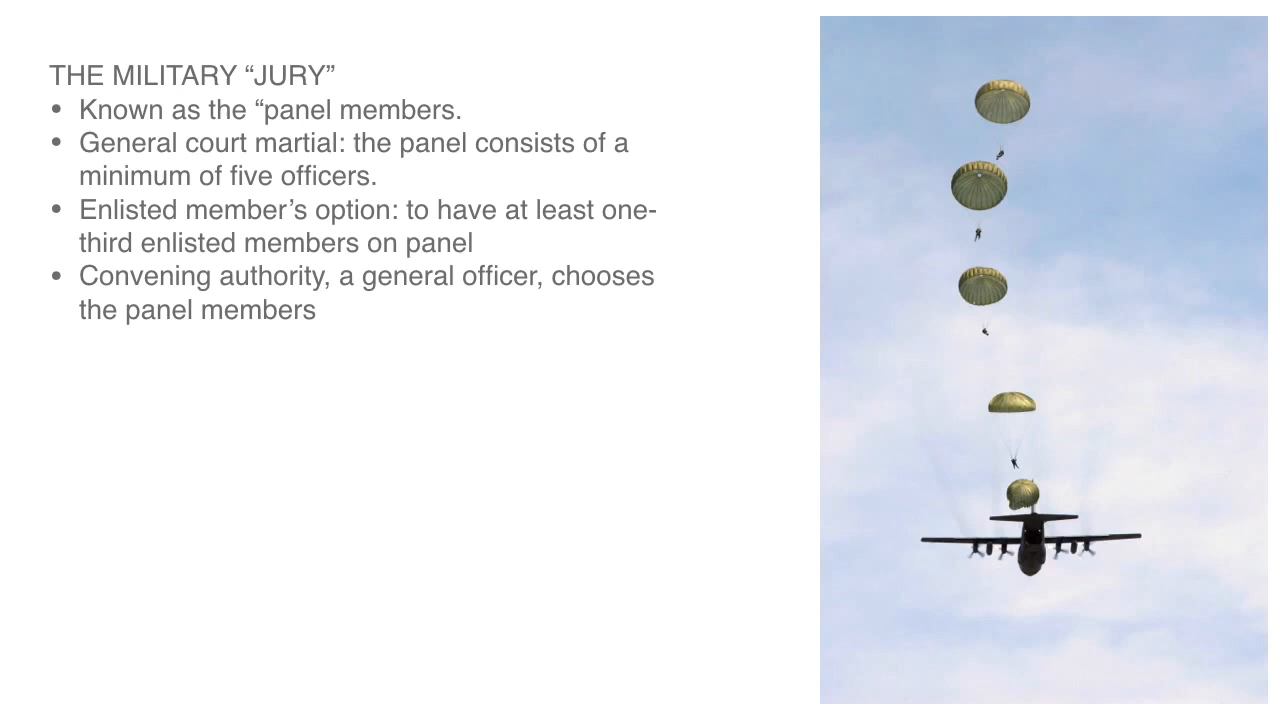 THE MILITARY “JURY”
• Known as the “panel members.
• General court martial: the panel consists of a
minimum of five officers.
• Enlisted member’s option: to have at least one-
third enlisted members on panel
• Convening authority, a general officer, chooses
the panel members